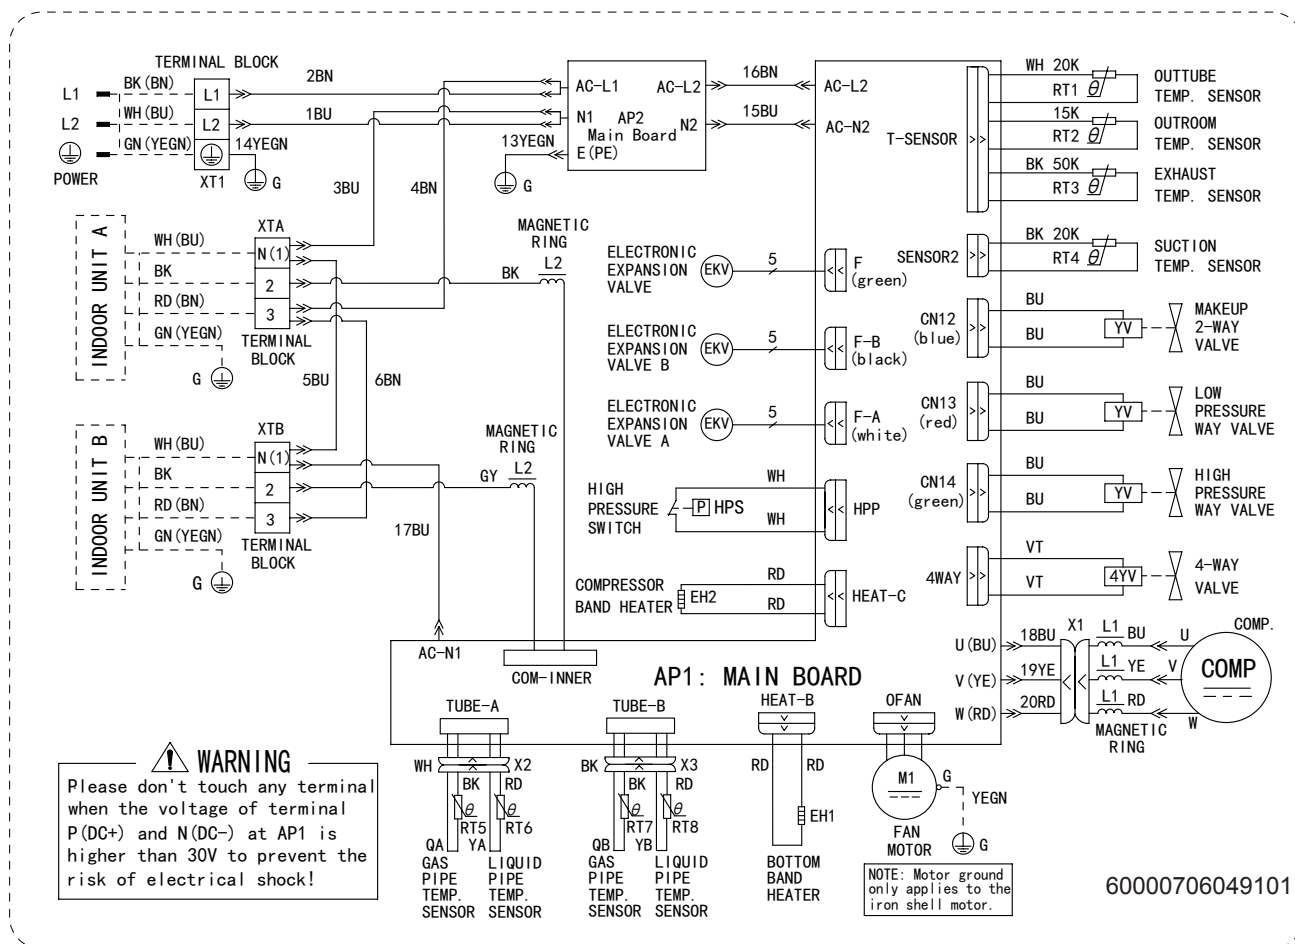 TERMINAL BLOCK
L1
BK(BN)
L1
2BN
L2
WH(BU)
L2
1BU
GN(YEGN)
14YEGN
POWER
XT1
G
AC-L1
AC-L2
N1
AP2
Main Board
N2
E(PE)
13YEGN
G
16BN
15BU
AC-L2
AC-N2
3BU
4BN
T-SENSOR
WH 20K
RT1 θ
OUTTUBE
TEMP. SENSOR
15K
RT2 θ
OUTROOM
TEMP. SENSOR
BK 50K
RT3 θ
EXHAUST
TEMP. SENSOR
SENSOR2
BK 20K
RT4 θ
SUCTION
TEMP. SENSOR
INDOOR UNIT A
WH(BU)
BK
RD(BN)
GN(YEGN)
G
XTA
N(1)
2
3
TERMINAL
BLOCK
5BU
6BN
BK
MAGNETIC
RING
L2
INDOOR UNIT B
WH(BU)
BK
RD(BN)
GN(YEGN)
G
XTB
N(1)
2
3
TERMINAL
BLOCK
17BU
GY
MAGNETIC
RING
L2
ELECTRONIC
EXPANSION
VALVE
EKV
5
F
(green)
ELECTRONIC
EXPANSION
VALVE B
EKV
5
F-B
(black)
ELECTRONIC
EXPANSION
VALVE A
EKV
5
F-A
(white)
HIGH
PRESSURE
SWITCH
P
HPS
WH
WH
HPP
COMPRESSOR
BAND HEATER
EH2
RD
RD
HEAT-C
CN12
(blue)
BU
BU
YV
MAKEUP
2-WAY
VALVE
CN13
(red)
BU
BU
YV
LOW
PRESSURE
WAY VALVE
CN14
(green)
BU
BU
YV
HIGH
PRESSURE
WAY VALVE
4WAY
VT
VT
4YV
4-WAY
VALVE
U(BU)
18BU
X1
L1
BU
U
COMP.
V(YE)
19YE
L1
YE
V
COMP
W(RD)
20RD
L1
RD
W
MAGNETIC
RING
AC-N1
COM-INNER
AP1: MAIN BOARD
TUBE-A
TUBE-B
HEAT-B
OFAN
WH
X2
BK
RD
θ
RT5
θ
RT6
QA
YA
GAS
PIPE
TEMP.
SENSOR
LIQUID
PIPE
TEMP.
SENSOR
BK
X3
BK
RD
θ
RT7
θ
RT8
QB
YB
GAS
PIPE
TEMP.
SENSOR
LIQUID
PIPE
TEMP.
SENSOR
RD
RD
EH1
BOTTOM
BAND
HEATER
M1
G
YEGN
FAN
MOTOR
G
NOTE: Motor ground
only applies to the
iron shell motor.
WARNING
Please don't touch any terminal
when the voltage of terminal
P(DC+) and N(DC-) at AP1 is
higher than 30V to prevent the
risk of electrical shock!
60000706049101